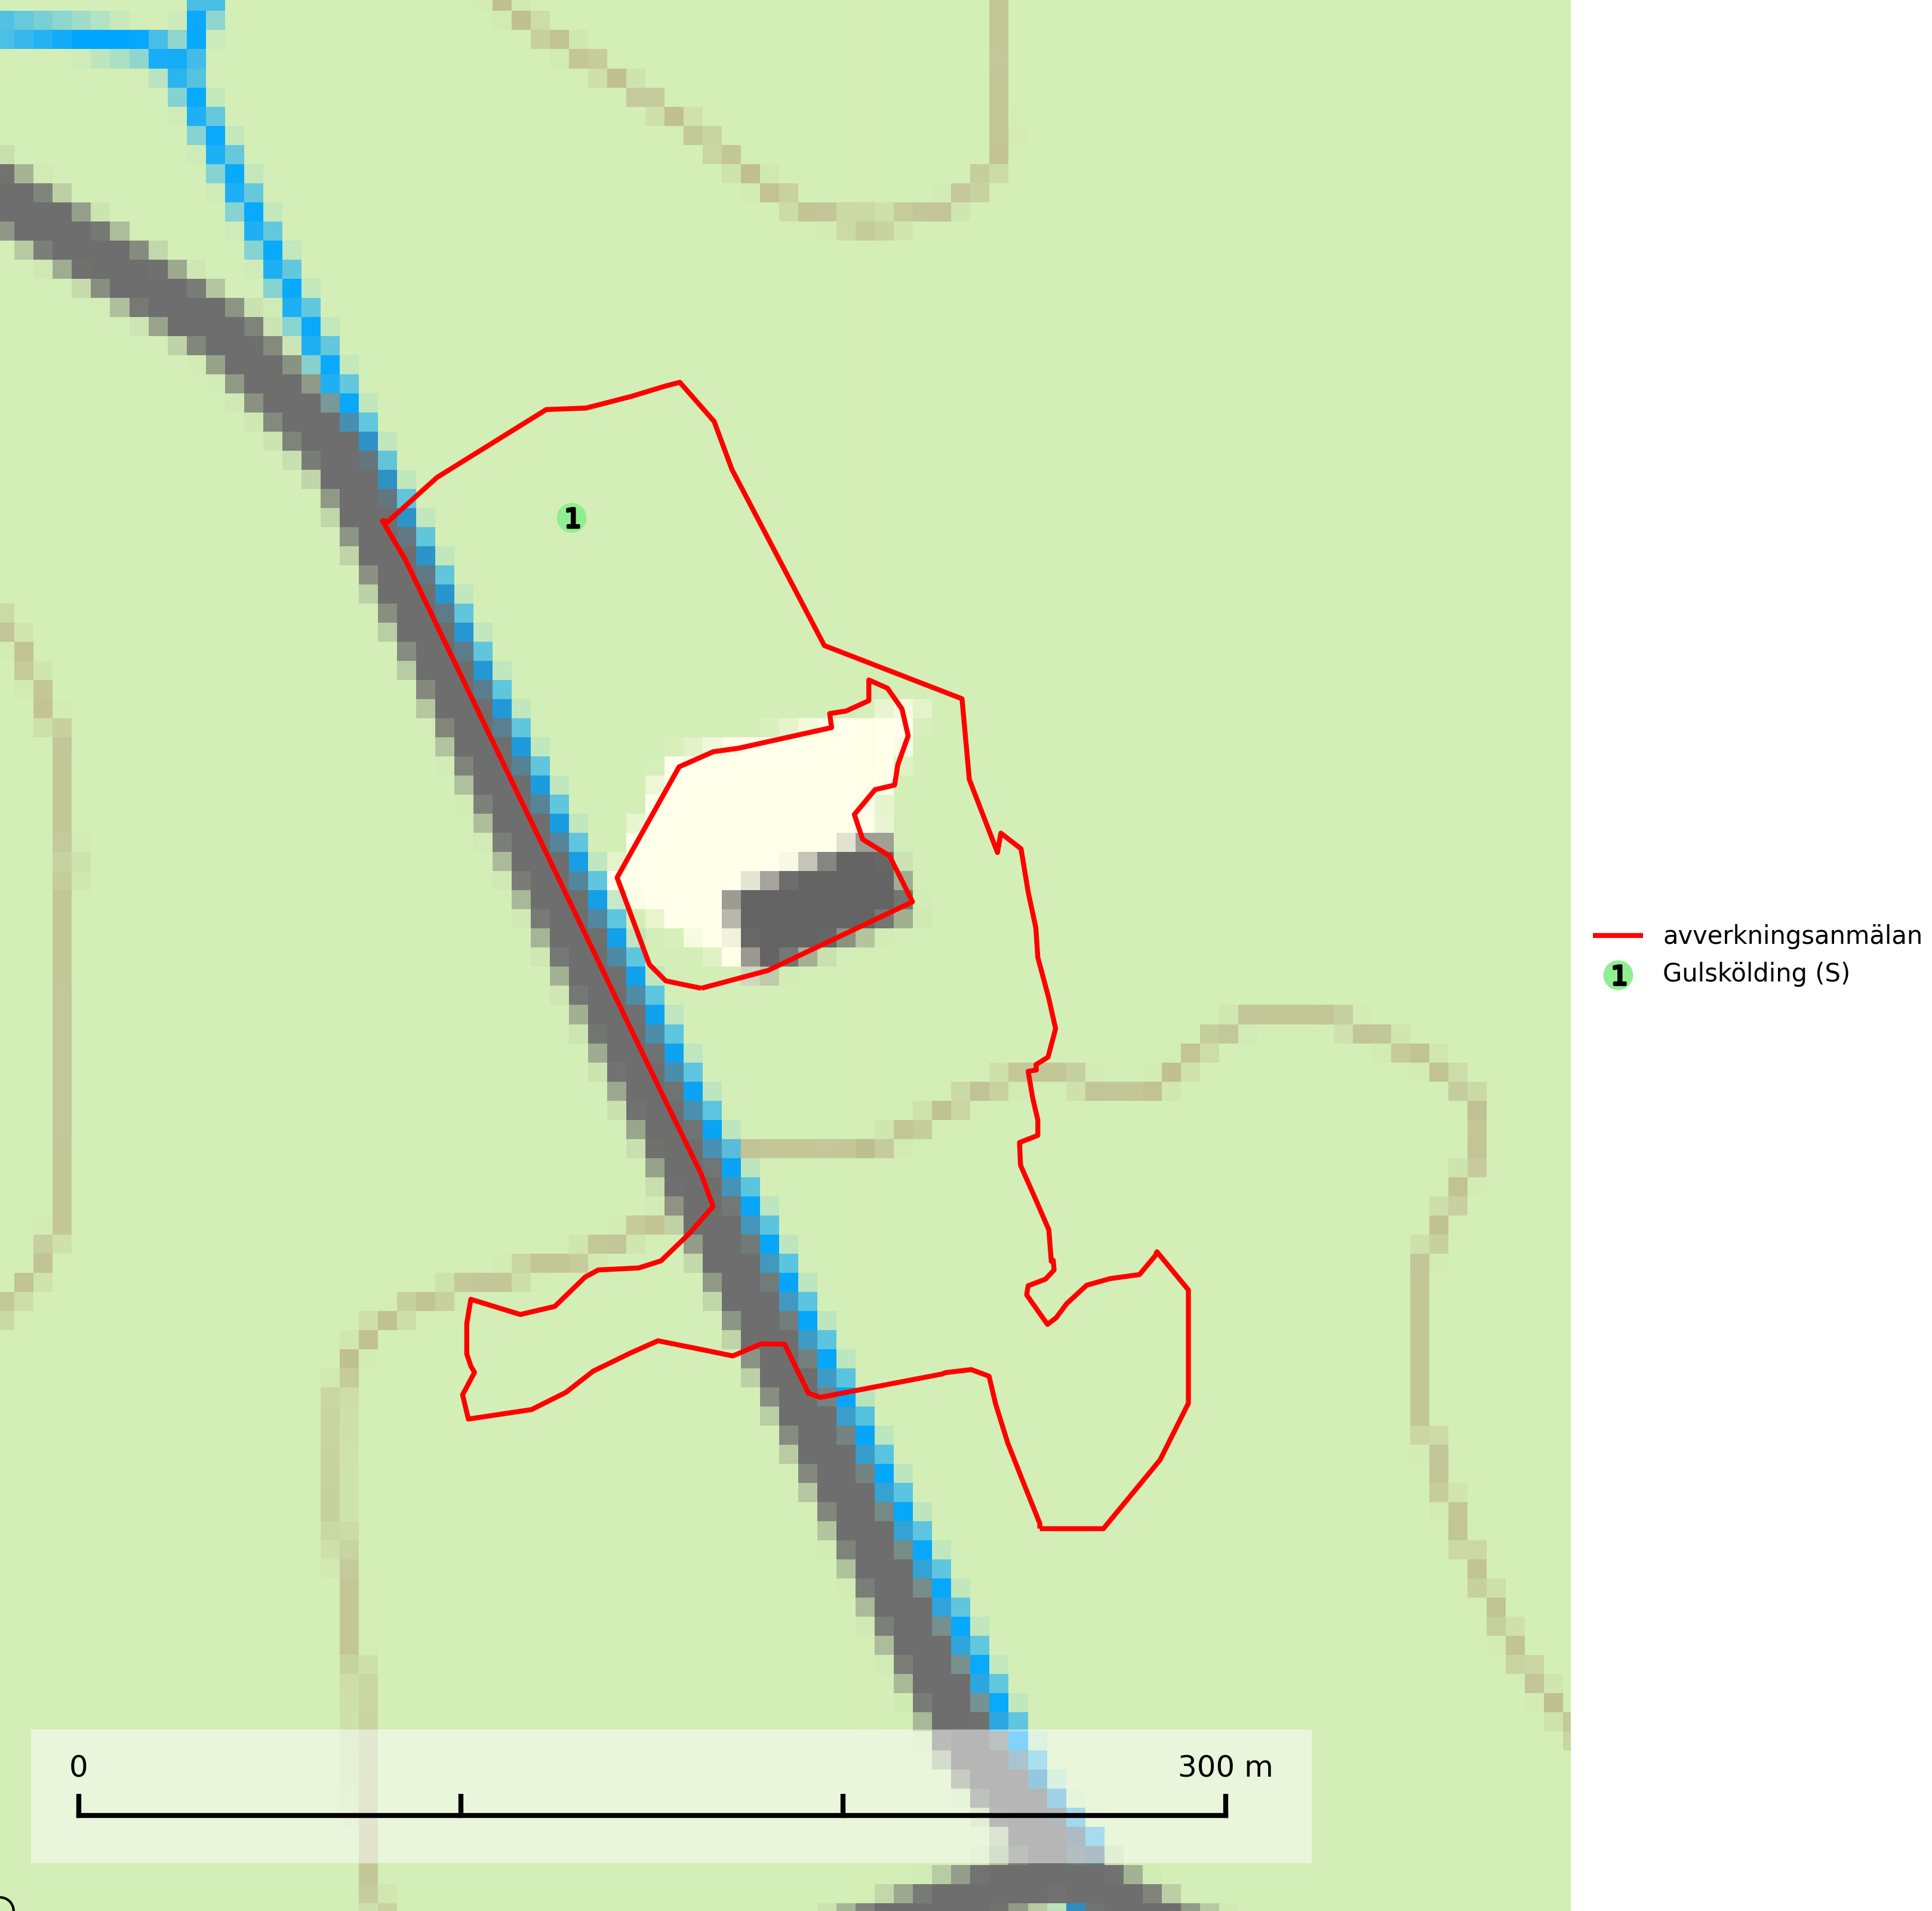 1
avverkningsanmälan
1 Gulskölding (S)
0 300 m